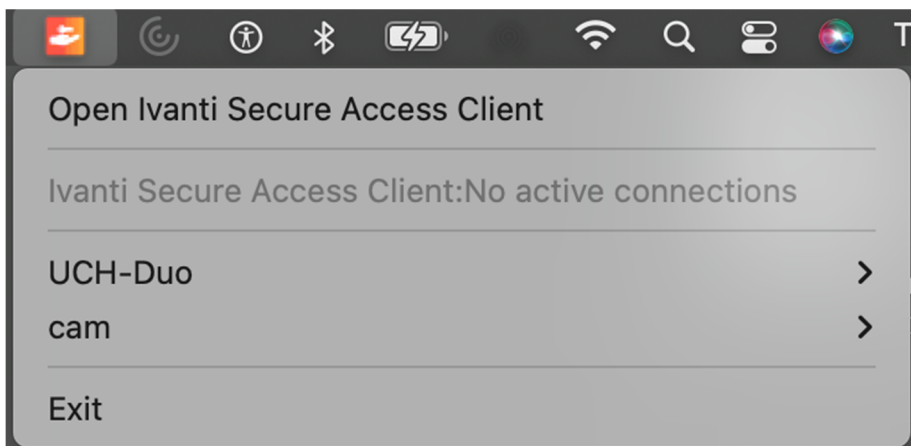 T
Open Ivanti Secure Access Client
Ivanti Secure Access Client:No active connections
UCH-Duo
cam
Exit